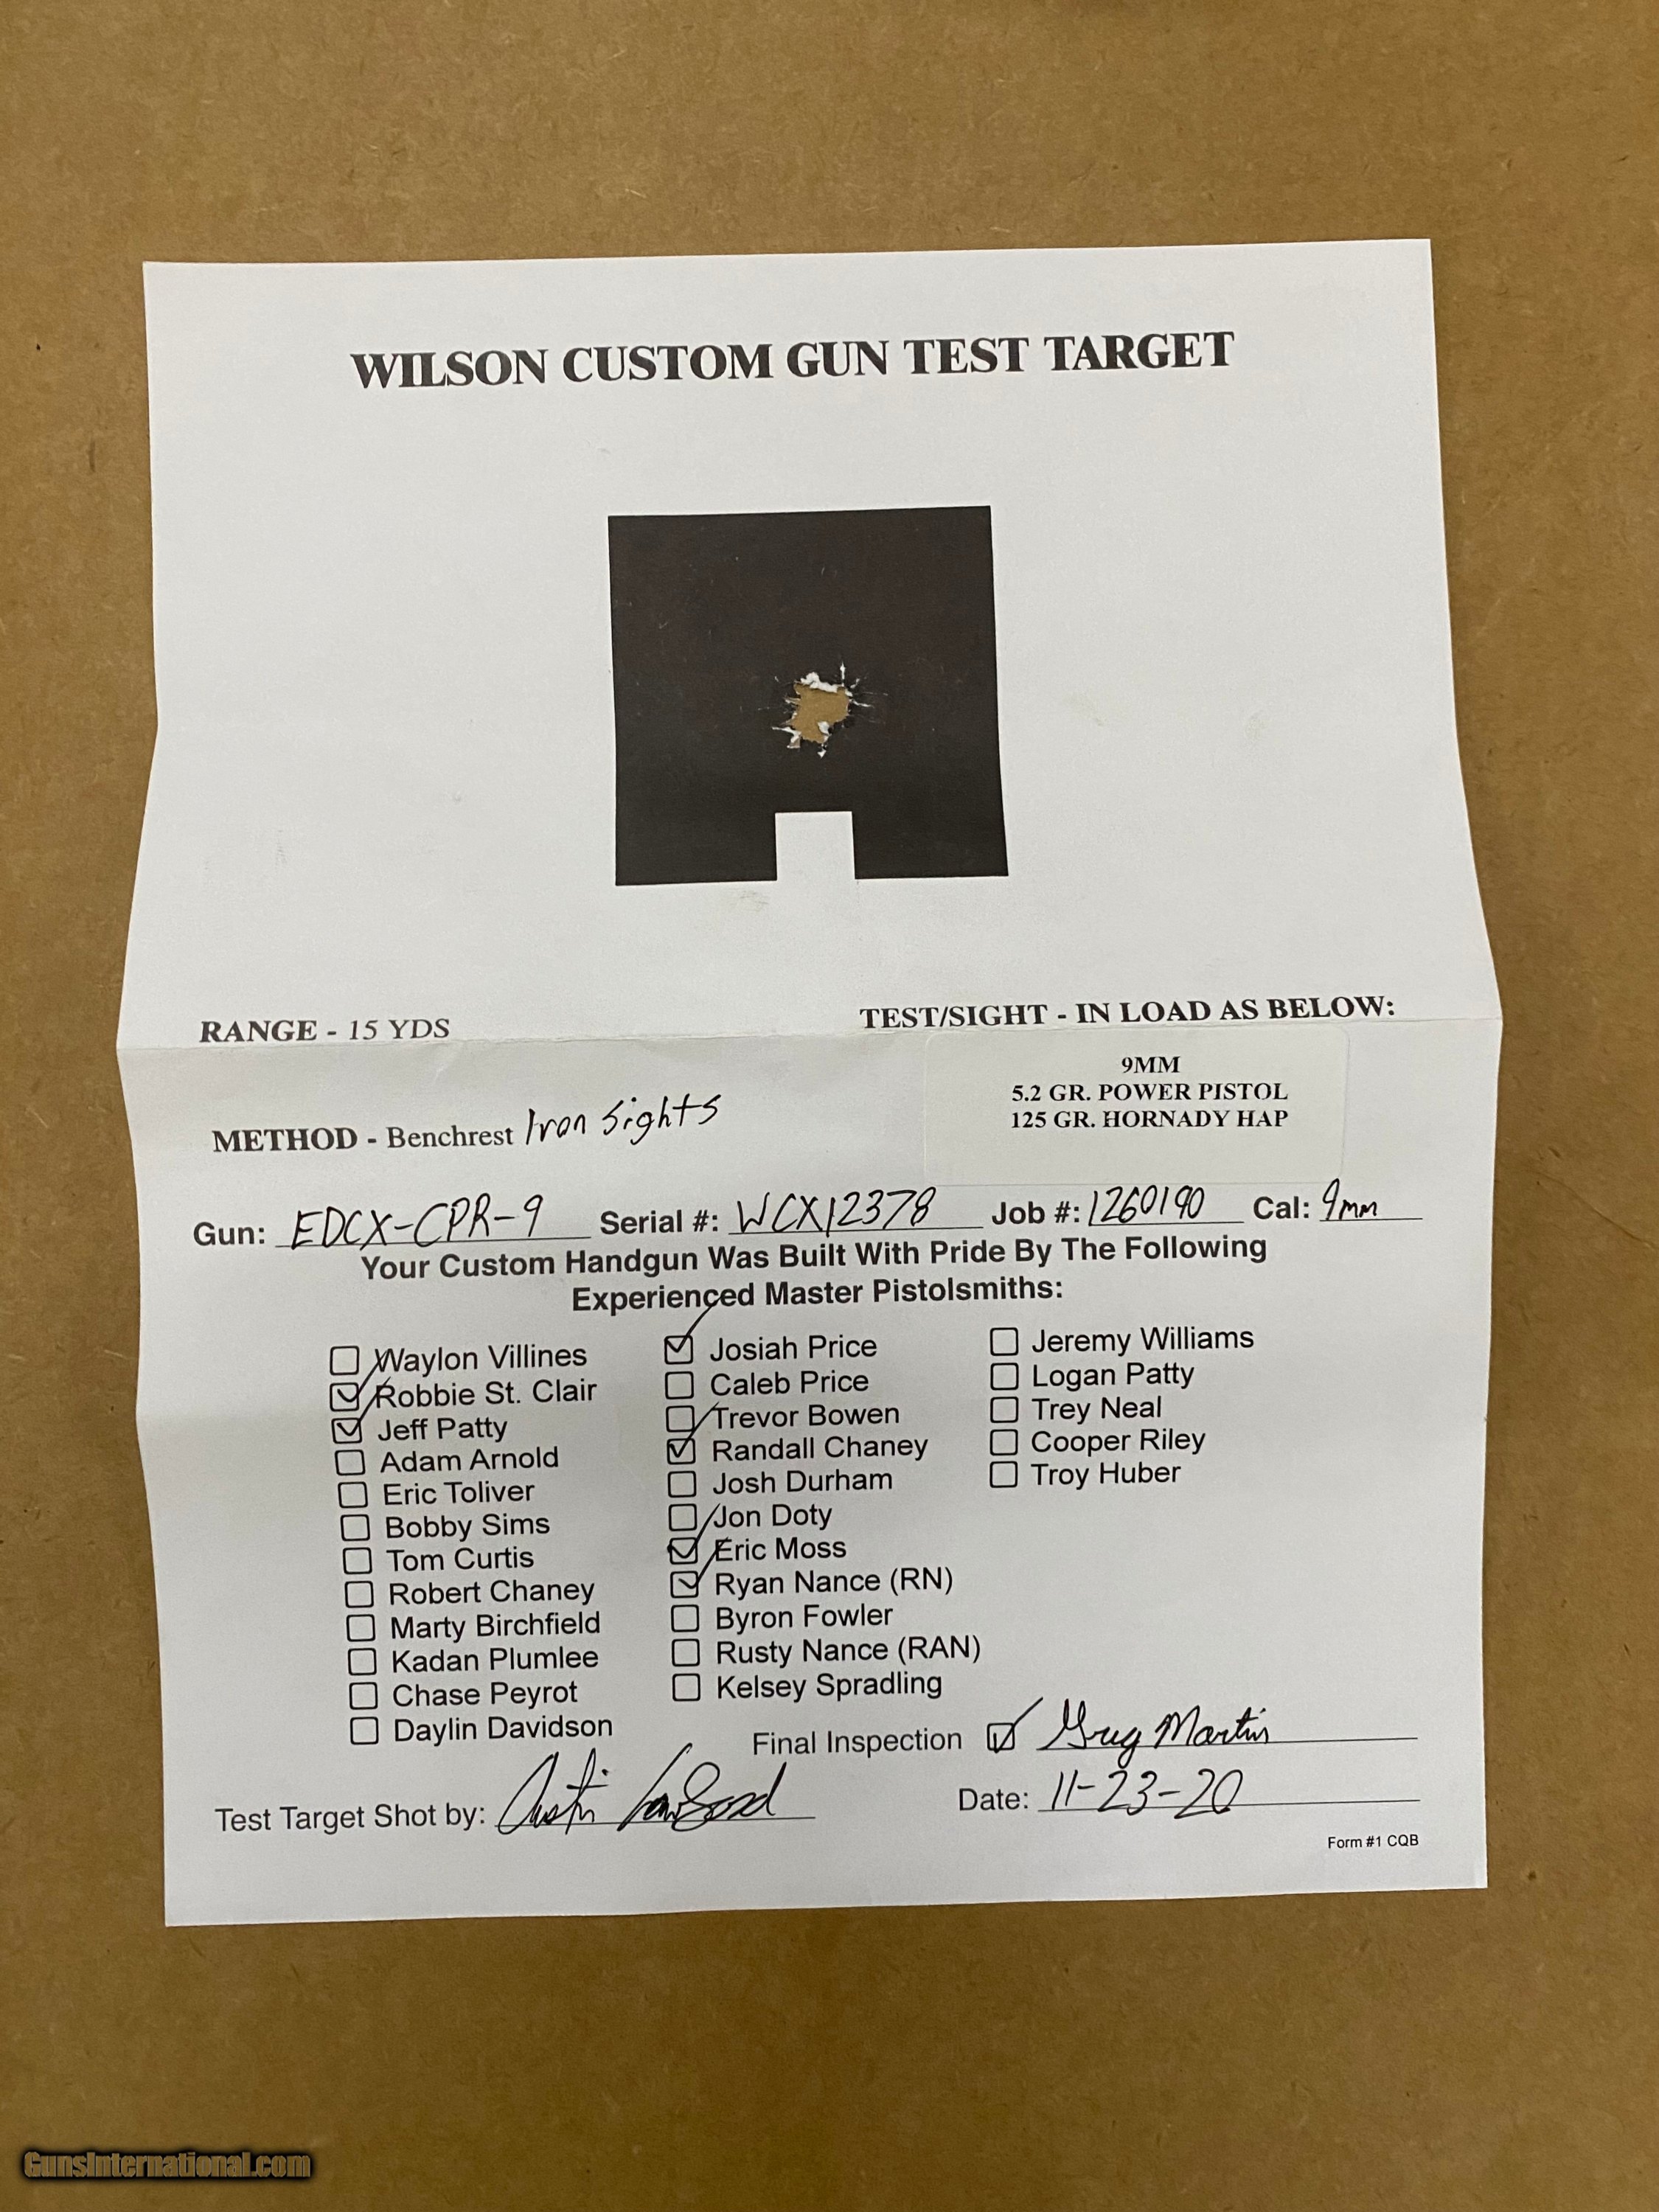 WILSON CUSTOM GUN TEST TARGET
RANGE - 15 YDS
TEST/SIGHT - IN LOAD AS BELOW:
9MM
5.2 GR. POWER PISTOL
125 GR. HORNADY HAP
METHOD - Benchrest Iron Sights
Gun: EDCX-CPR-9 Serial #: WCX12378 Job #: 1260190 Cal: 9mm
Your Custom Handgun Was Built With Pride By The Following
Experienced Master Pistolsmiths:
Waylon Villines
Robbie St. Clair
Jeff Patty
Adam Arnold
Eric Toliver
Bobby Sims
Tom Curtis
Robert Chaney
Marty Birchfield
Kadan Plumlee
Chase Peyrot
Daylin Davidson
Josiah Price
Caleb Price
Trevor Bowen
Randall Chaney
Josh Durham
Jon Doty
Eric Moss
Ryan Nance (RN)
Byron Fowler
Rusty Nance (RAN)
Kelsey Spradling
Jeremy Williams
Logan Patty
Trey Neal
Cooper Riley
Troy Huber
Final Inspection Greg Martin
Test Target Shot by: Austin
Date: 11-23-20
Form #1 CQB
GunsInternational.com